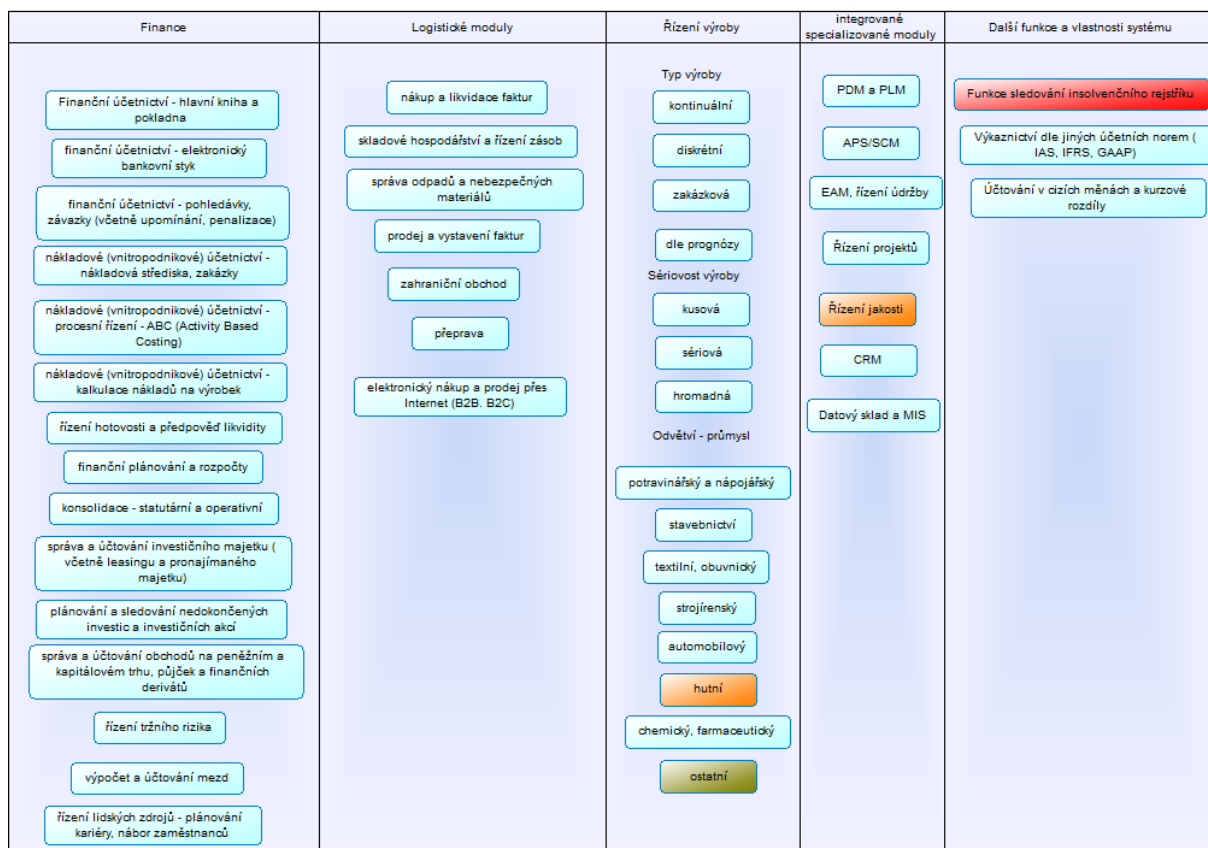 Finance
Logistické moduly
Řízení výroby
integrované
specializované moduly
Další funkce a vlastnosti systému
Finanční účetnictví - hlavní kniha a
pokladna
finanční účetnictví - elektronický
bankovní styk
finanční účetnictví - pohledávky,
závazky (včetně upomínání, penalizace)
nákladové (vnitropodnikové) účetnictví -
nákladová střediska, zakázky
nákladové (vnitropodnikové) účetnictví -
procesní řízení - ABC (Activity Based
Costing)
nákladové (vnitropodnikové) účetnictví -
kalkulace nákladů na výrobek
řízení hotovosti a předpověď likvidity
finanční plánování a rozpočty
konsolidace - statutární a operativní
správa a účtování investičního majetku (
včetně leasingu a pronajímaného
majetku)
plánování a sledování nedokončených
investic a investičních akcí
správa a účtování obchodů na peněžním a
kapitálovém trhu, půjček a finančních
derivátů
řízení tržního rizika
výpočet a účtování mezd
řízení lidských zdrojů - plánování
kariéry, nábor zaměstnanců
nákup a likvidace faktur
skladové hospodářství a řízení zásob
správa odpadů a nebezpečných
materiálů
prodej a vystavení faktur
zahraniční obchod
přeprava
elektronický nákup a prodej přes
Internet (B2B. B2C)
Typ výroby
kontinuální
diskrétní
zakázková
dle prognózy
Sériovost výroby
kusová
sériová
hromadná
Odvětví - průmysl
potravinářský a nápojářský
stavebnictví
textilní, obuvnický
strojírenský
automobilový
hutní
chemický, farmaceutický
ostatní
PDM a PLM
APS/SCM
EAM, řízení údržby
Řízení projektů
Řízení jakosti
CRM
Datový sklad a MIS
Funkce sledování insolvenčního rejstříku
Výkaznictví dle jiných účetních norem (
IAS, IFRS, GAAP)
Účtování v cizích měnách a kurzové
rozdíly